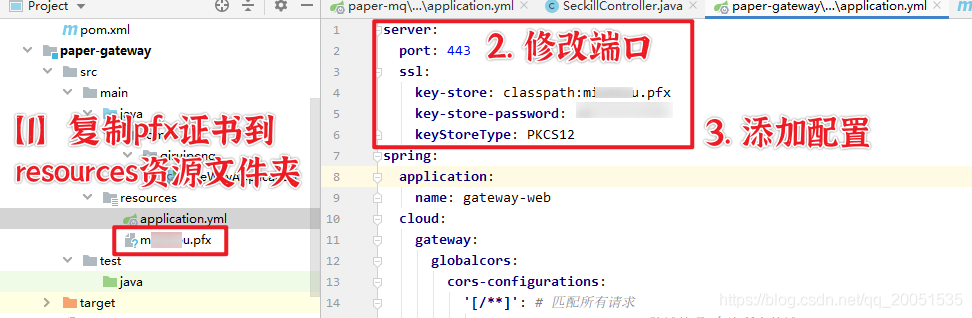 paper-mq\...\application.yml
SeckillController.java
paper-gateway\...\application.yml
pom.xml
paper-gateway
src
main
java
resources
application.yml
m u.pfx
test
java
target
【1】 复制pfx证书到
resources资源文件夹
2. 修改端口
3. 添加配置
1 server:
2 port: 443
3 ssl:
4 key-store: classpath:mi u.pfx
5 key-store-password:
6 keyStoreType: PKCS12
7 spring:
8 application:
9 name: gateway-web
10 cloud:
11 gateway:
12 globalcors:
13 cors-configurations:
14 '[/**]': # 匹配所有请求
https://blog.csdn.net/qq_20051535